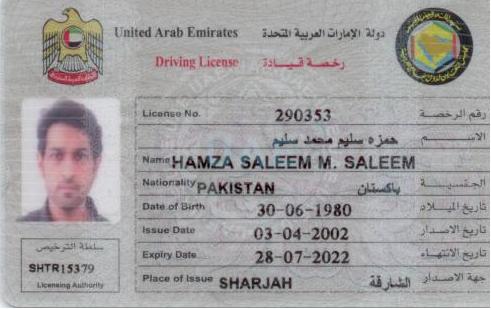 United Arab Emirates دولة الإمارات العربية المتحدة
Driving License رخصة قيادة
License No. 290353 رقم الرخصة
حمزه سليم محمد سليم الاسم
Name HAMZA SALEEM M. SALEEM
Nationality PAKISTAN باكستان الجنسية
Date of Birth 30-06-1980 تاريخ الميلاد
Issue Date 03-04-2002 تاريخ الاصدار
Expiry Date 28-07-2022 تاريخ الانتهاء
Place of Issue SHARJAH الشارقة جهة الاصدار
سلطة الترخيص
SHTR15379
Licensing Authority